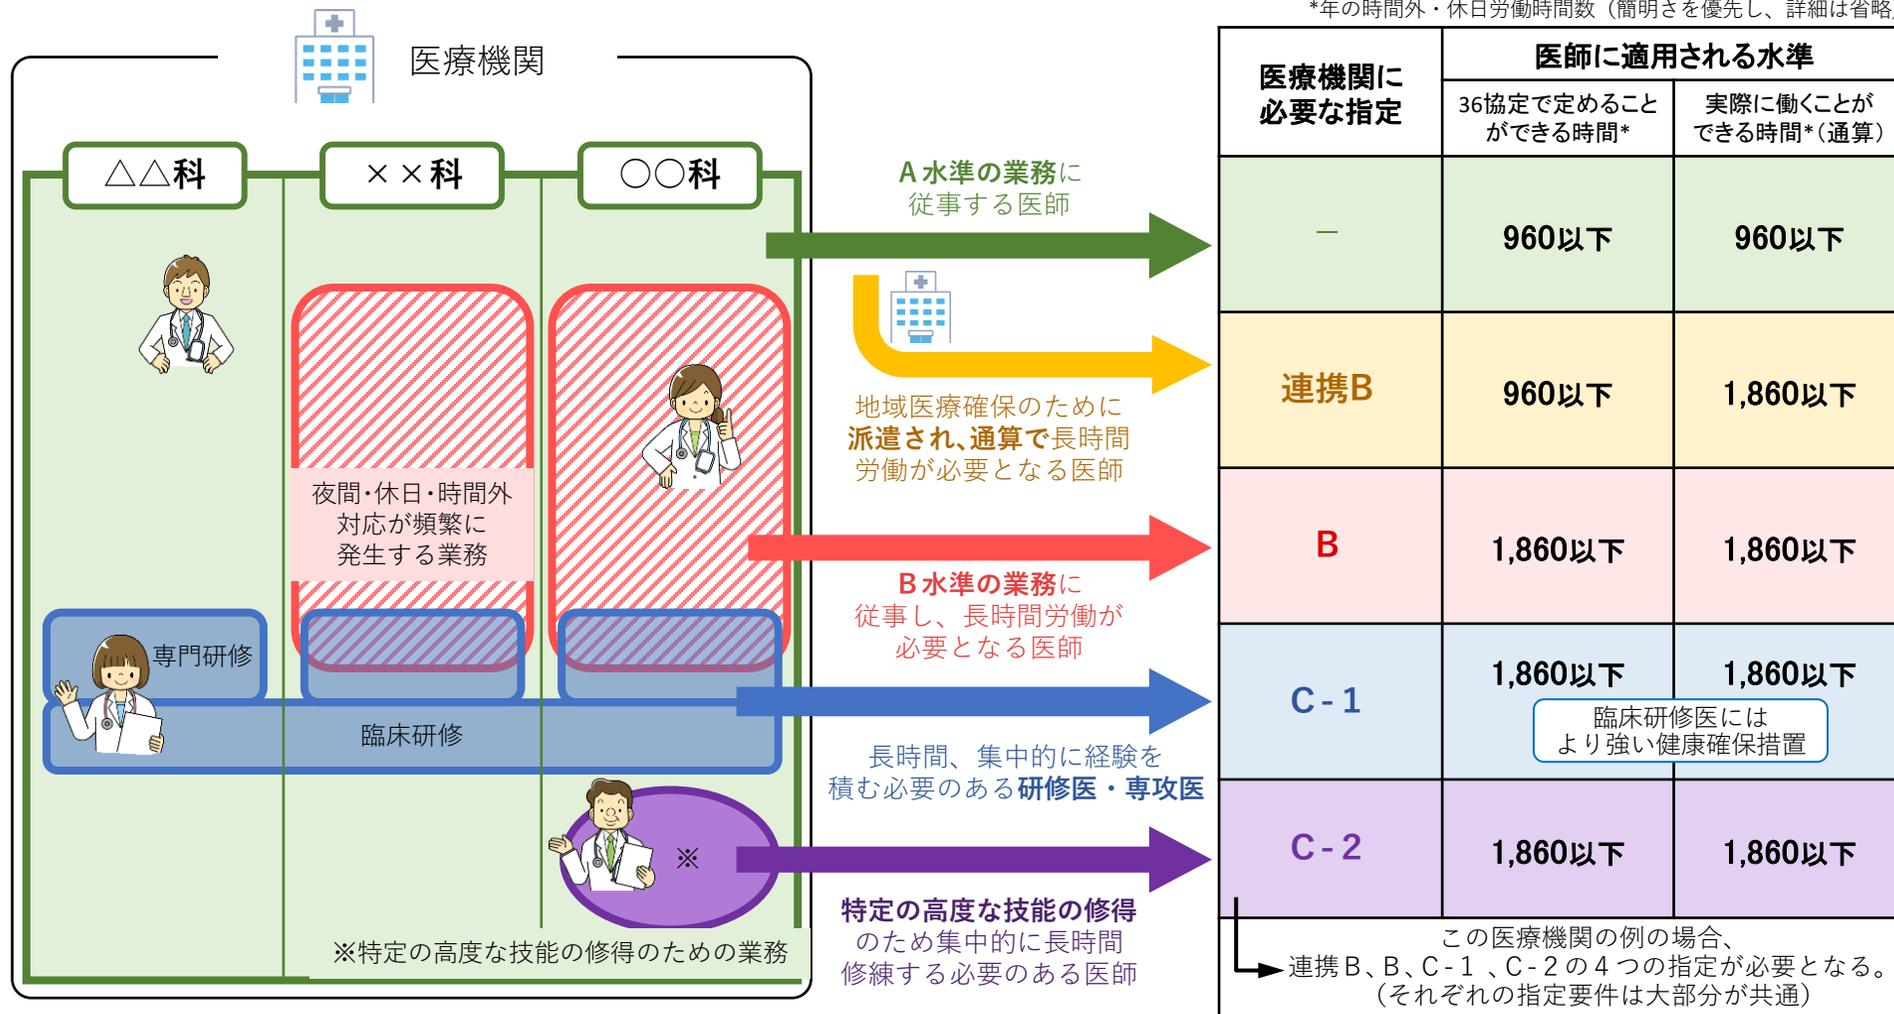 *年の時間外・休日労働時間数（簡明さを優先し、詳細は省略
医療機関
△△科
××科
○○科
夜間・休日・時間外
対応が頻繁に
発生する業務
専門研修
臨床研修
※
※特定の高度な技能の修得のための業務
A水準の業務に
従事する医師
地域医療確保のために
派遣され、通算で長時間
労働が必要となる医師
B水準の業務に
従事し、長時間労働が
必要となる医師
長時間、集中的に経験を
積む必要のある研修医・専攻医
特定の高度な技能の修得
のため集中的に長時間
修練する必要のある医師
医療機関に
必要な指定
医師に適用される水準
36協定で定めること
ができる時間*
実際に働くことが
できる時間*（通算）
－
960以下
960以下
連携B
960以下
1,860以下
B
1,860以下
1,860以下
C-1
1,860以下
1,860以下
臨床研修医には
より強い健康確保措置
C-2
1,860以下
1,860以下
この医療機関の例の場合、
連携B、B、C-1、C-2の4つの指定が必要となる。
（それぞれの指定要件は大部分が共通）